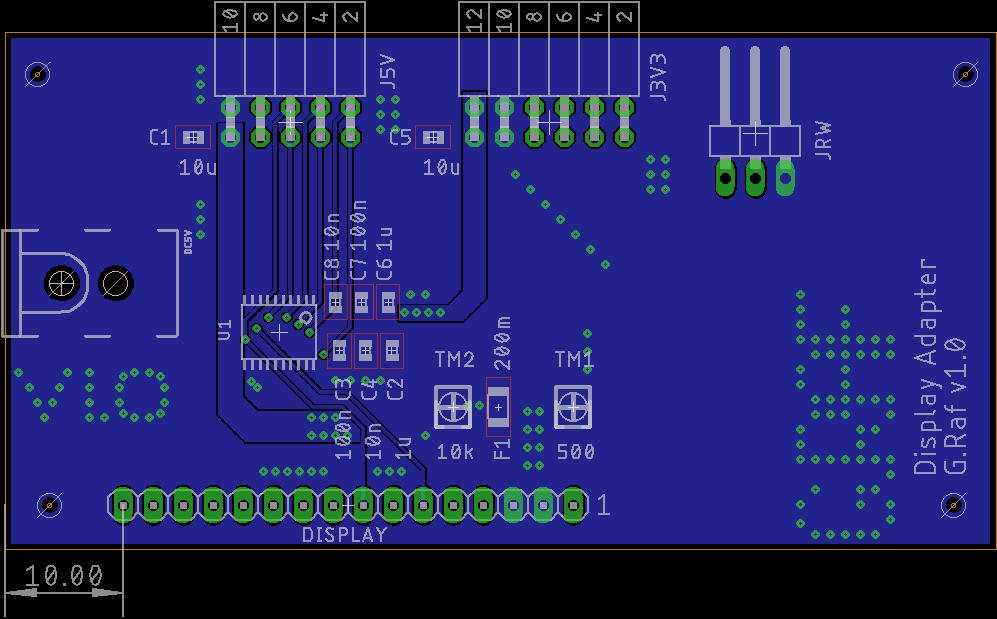 10 8 6 4 2
12 10 8 6 4 2
J5V
J3V3
JRW
C1
10u
C5
10u
DC5V
C8 10n
C7 100n
C6 1u
U1
C3
100n
C4
10n
C2
1u
TM2
10k
F1
200m
TM1
500
VIO
Display Adapter
G.Raf v1.0
1
DISPLAY
10.00